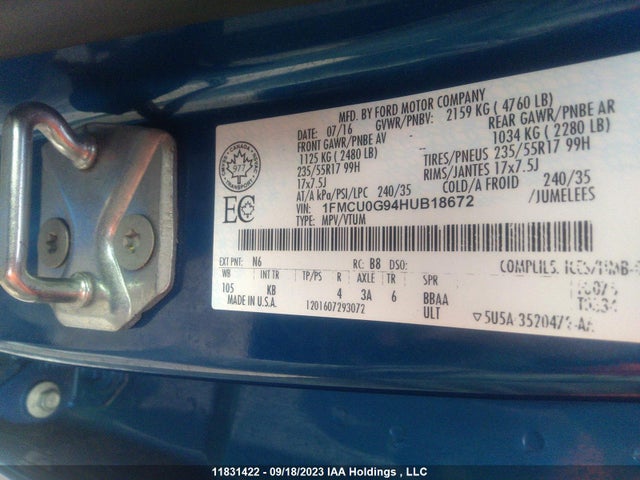 MFD. BY FORD MOTOR COMPANY
DATE: 07/16 GVWR/PNBV: 2159 KG ( 4760 LB)
FRONT GAWR/PNBE AV REAR GAWR/PNBE AR
1125 KG ( 2480 LB) -- 1034 KG ( 2280 LB)
235/55R17 99H TIRES/PNEUS 235/55R17 99H
17x7.5J RIMS/JANTES 17x7.5J
AT/A kPa/PSI/LPC 240/35 COLD/A FROID 240/35
VIN: 1FMCU0G94HUB18672 /JUMELEES
TYPE: MPV/VTUM
977
TRANSPORT
EC
EXT PNT: N6 RC: B8 DSO:
WB INT TR TP/PS R AXLE TR SPR
105 KB 4 3A 6 BBAA
MADE IN U.S.A. 1201607293072 ULT
11831422 - 09/18/2023 IAA Holdings , LLC